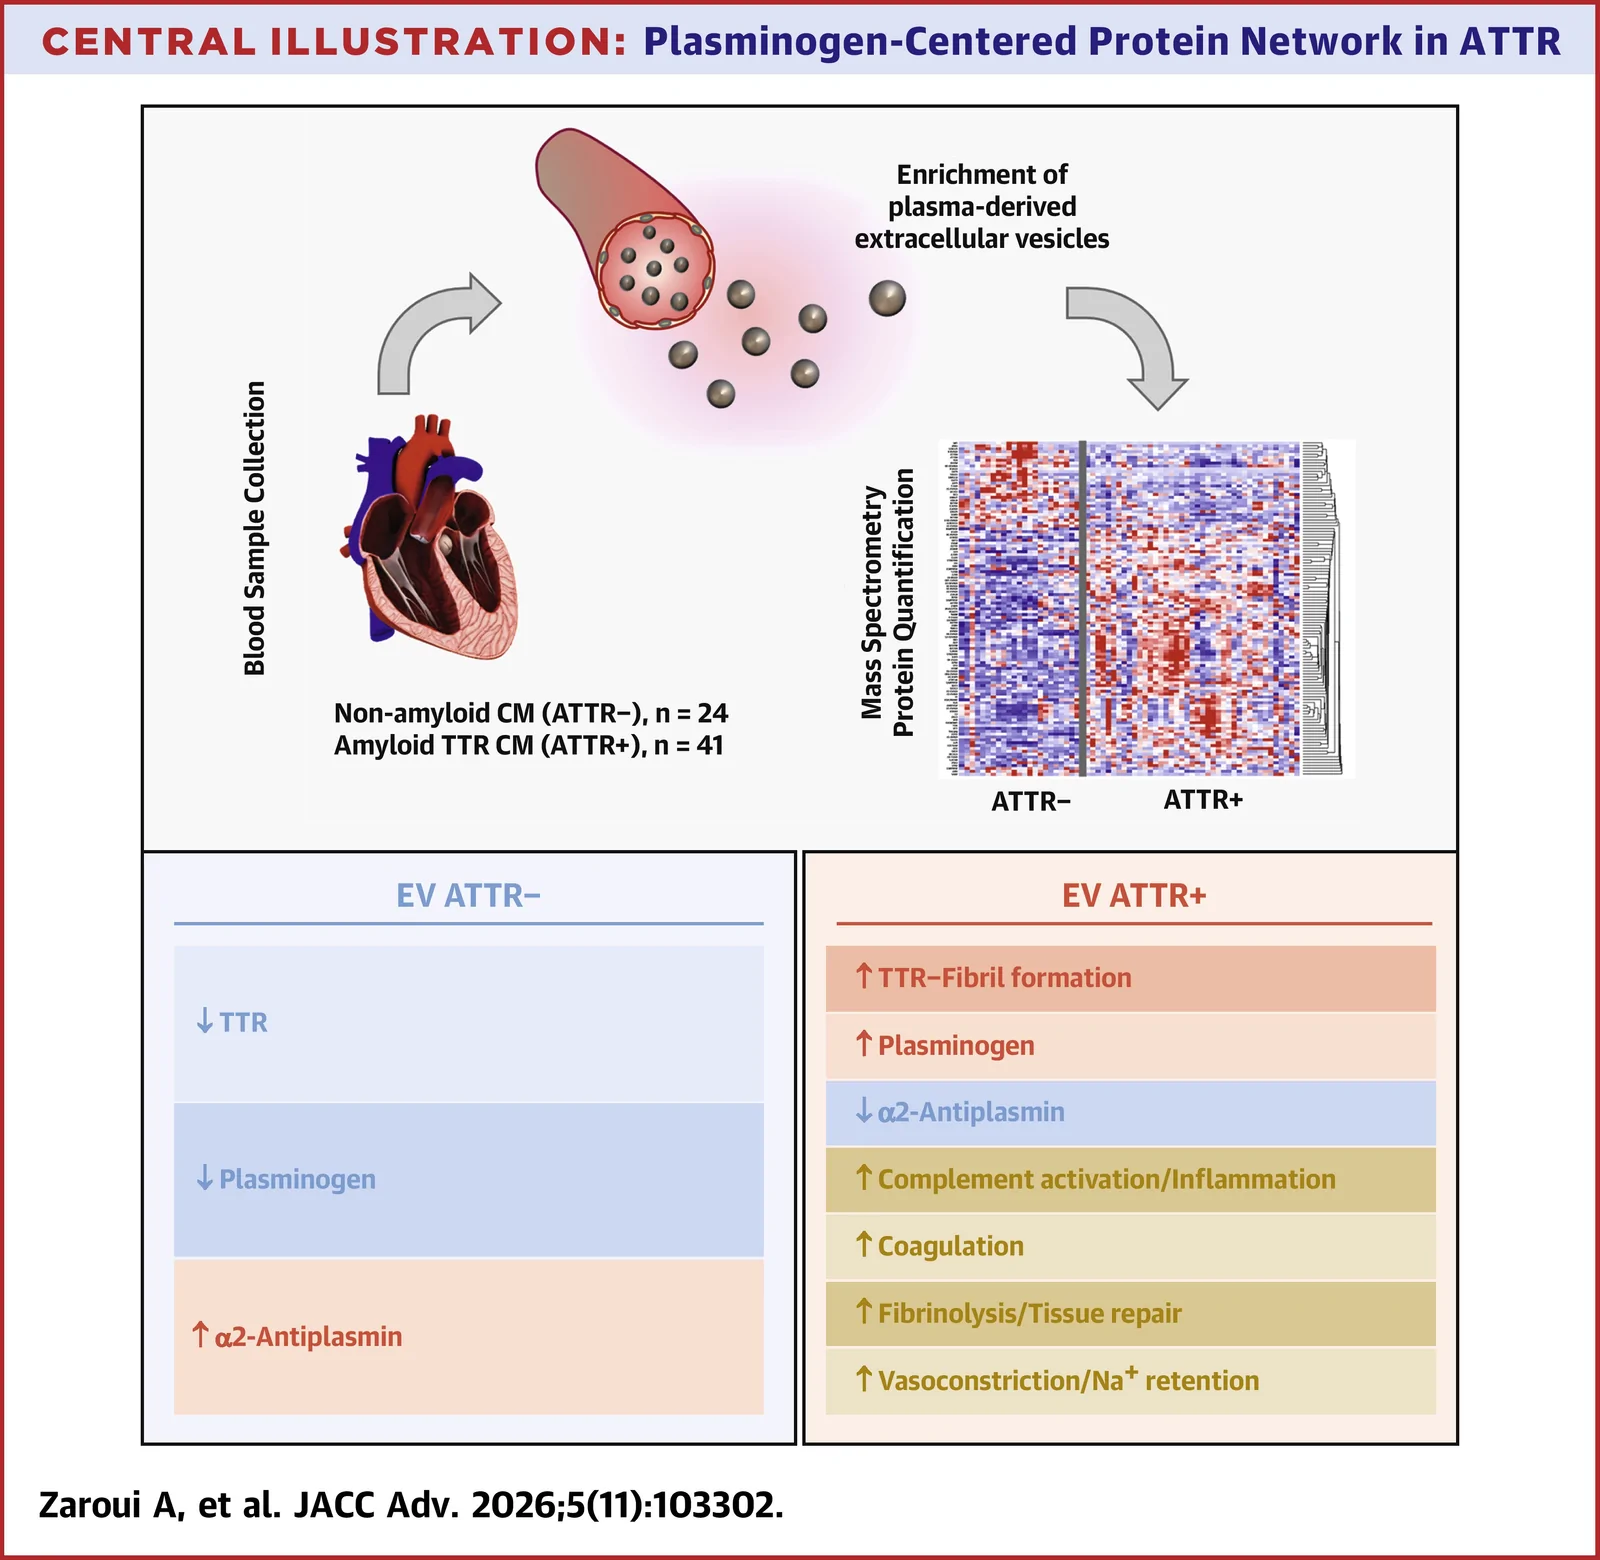 CENTRAL ILLUSTRATION: Plasminogen-Centered Protein Network in ATTR
Enrichment of
plasma-derived
extracellular vesicles
Blood Sample Collection
Non-amyloid CM (ATTR−), n = 24
Amyloid TTR CM (ATTR+), n = 41
Mass Spectrometry
Protein Quantification
ATTR−
ATTR+
EV ATTR−
↓ TTR
↓ Plasminogen
↑ α2-Antiplasmin
EV ATTR+
↑ TTR−Fibril formation
↑ Plasminogen
↓ α2-Antiplasmin
↑ Complement activation/Inflammation
↑ Coagulation
↑ Fibrinolysis/Tissue repair
↑ Vasoconstriction/Na⁺ retention
Zaroui A, et al. JACC Adv. 2026;5(11):103302.